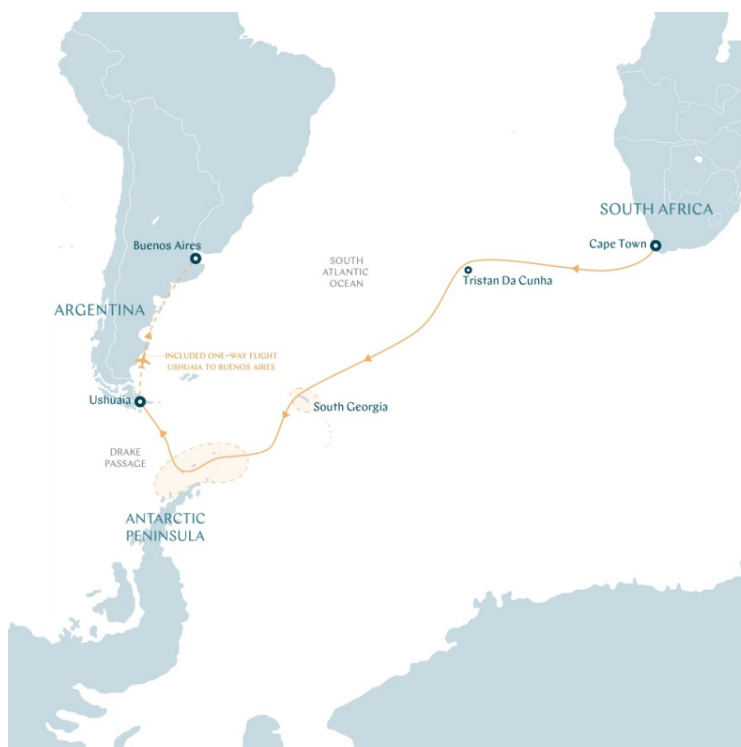 SOUTH AFRICA
Cape Town
Buenos Aires
SOUTH
ATLANTIC
OCEAN
Tristan Da Cunha
ARGENTINA
INCLUDED ONE-WAY FLIGHT
USHUAIA TO BUENOS AIRES
Ushuaia
South Georgia
DRAKE
PASSAGE
ANTARCTIC
PENINSULA